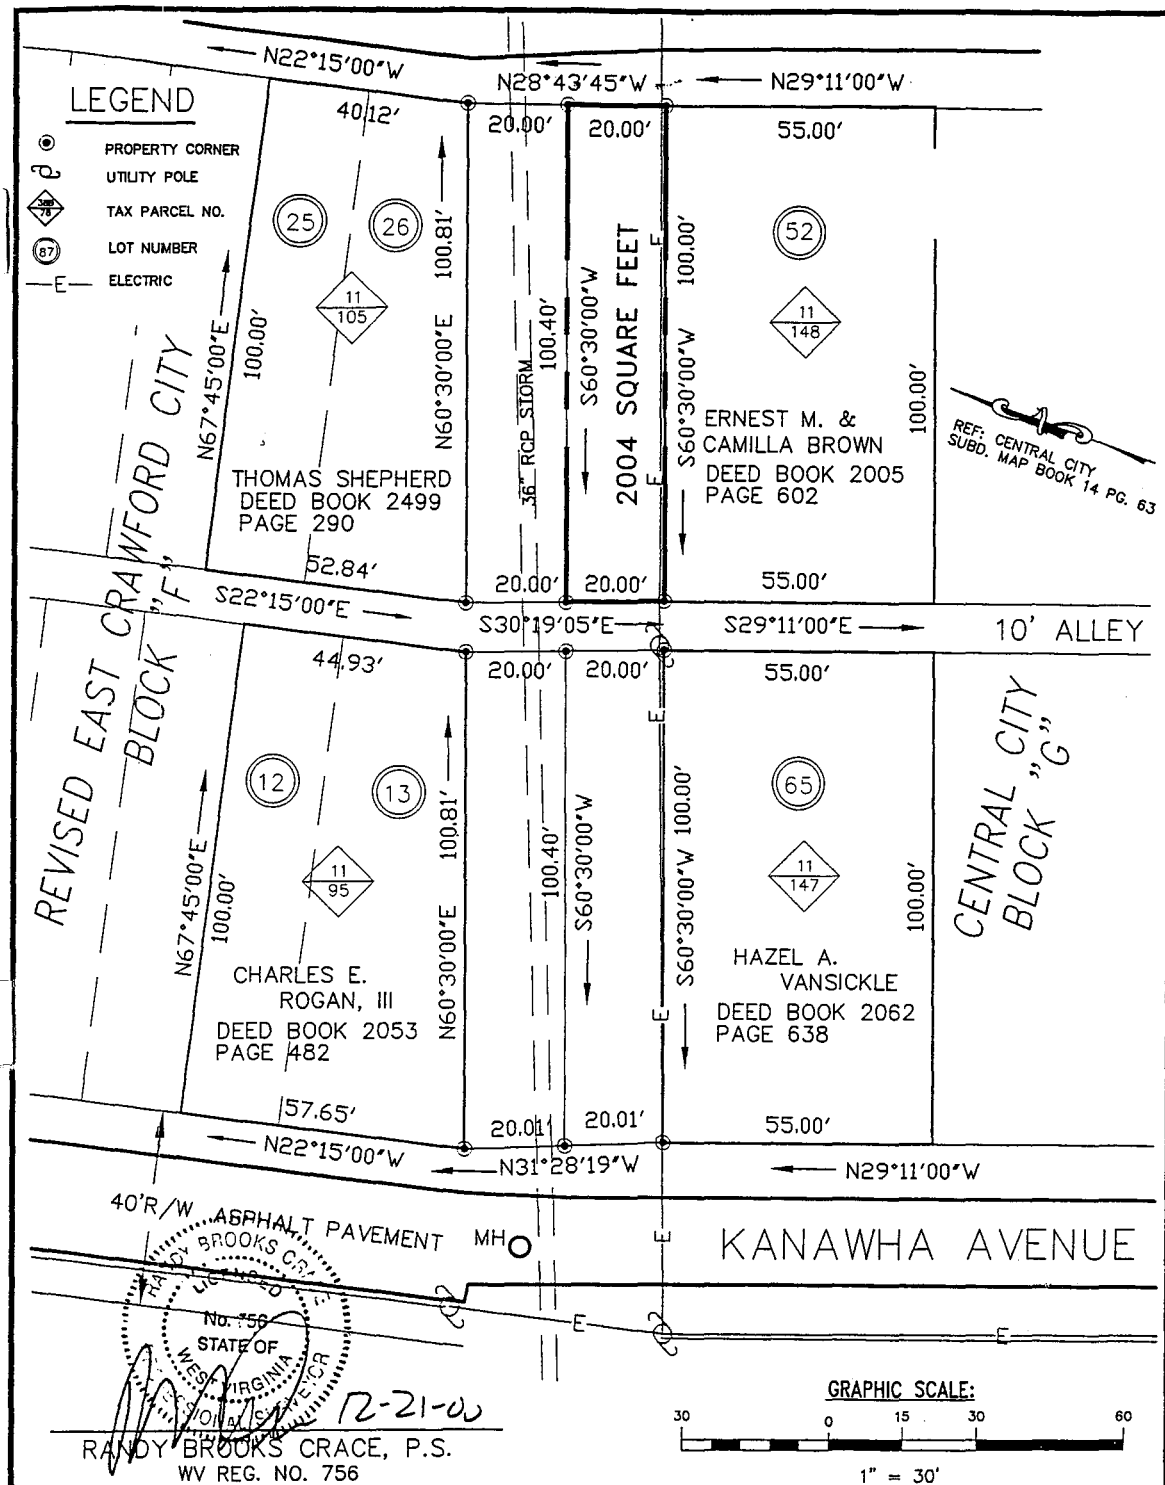 N22°15'00"W
N28°43'45"W
N29°11'00"W
LEGEND
PROPERTY CORNER
UTILITY POLE
TAX PARCEL NO.
87
LOT NUMBER
—E— ELECTRIC
40.12'
20.00'
20.00'
55.00'
25
26
52
11
105
11
148
N67°45'00"E
100.00'
N60°30'00"E
100.81'
36" RCP STORM
100.40'
S60°30'00"W
2004 SQUARE FEET
E
E
S60°30'00"W
100.00'
100.00'
THOMAS SHEPHERD
DEED BOOK 2499
PAGE 290
ERNEST M. &
CAMILLA BROWN
DEED BOOK 2005
PAGE 602
REF: CENTRAL CITY
SUBD. MAP BOOK 14 PG. 63
52.84'
20.00'
20.00'
55.00'
S22°15'00"E
S30°19'05"E
S29°11'00"E
10' ALLEY
44.93'
20.00'
20.00'
55.00'
REVISED EAST CRAWFORD CITY
BLOCK "F"
CENTRAL CITY
BLOCK "G"
12
13
65
11
95
11
147
N67°45'00"E
100.00'
N60°30'00"E
100.81'
100.40'
S60°30'00"W
E
E
S60°30'00"W
100.00'
100.00'
CHARLES E.
ROGAN, III
DEED BOOK 2053
PAGE 482
HAZEL A.
VANSICKLE
DEED BOOK 2062
PAGE 638
57.65'
20.01'
20.01'
55.00'
N22°15'00"W
N31°28'19"W
N29°11'00"W
40'R/W
ASPHALT PAVEMENT
MH
E
KANAWHA AVENUE
E
E
RANDY BROOKS
LICENSED
No. 756
STATE OF
WEST VIRGINIA
12-21-00
RANDY BROOKS CRACE, P.S.
WV REG. NO. 756
GRAPHIC SCALE:
30 0 15 30 60
1" = 30'